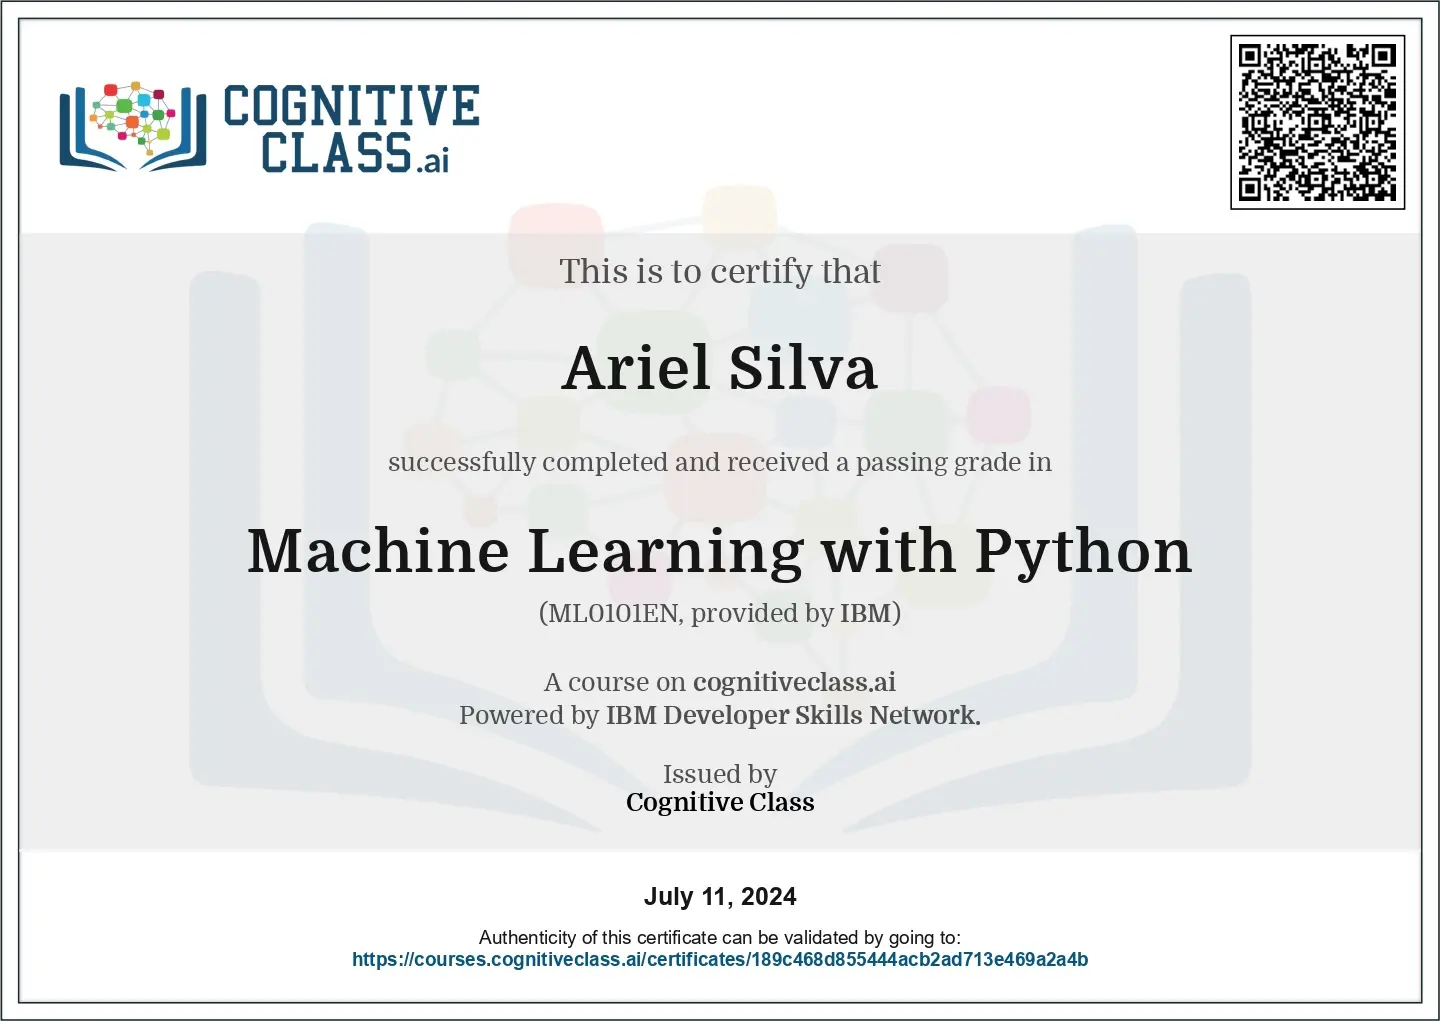 COGNITIVE
CLASS.ai
This is to certify that
Ariel Silva
successfully completed and received a passing grade in
Machine Learning with Python
(ML0101EN, provided by IBM)
A course on cognitiveclass.ai
Powered by IBM Developer Skills Network.
Issued by
Cognitive Class
July 11, 2024
Authenticity of this certificate can be validated by going to:
https://courses.cognitiveclass.ai/certificates/189c468d855444acb2ad713e469a2a4b